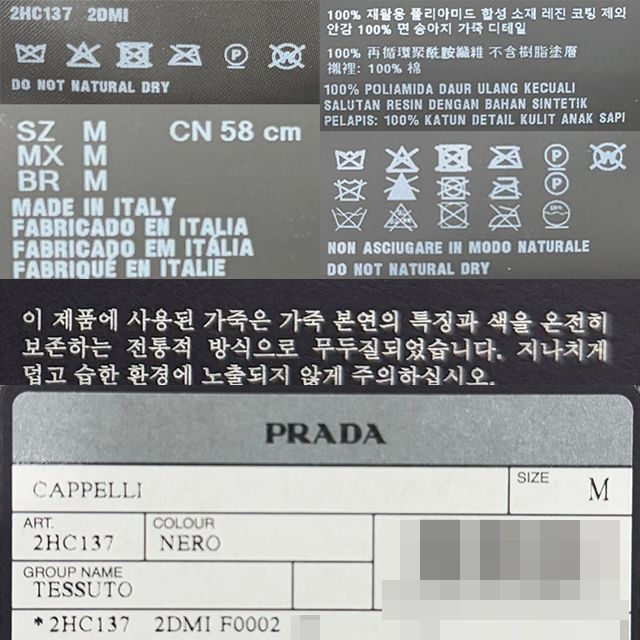 2HC137 2DMI
DO NOT NATURAL DRY
100% 재활용 폴리아미드 합성 소재 레진 코팅 제외
안감 100% 면 송아지 가죽 디테일
100% 再循環聚酰胺纖維 不含樹脂塗層
襯裡: 100% 棉
100% POLIAMIDA DAUR ULANG KECUALI
SALUTAN RESIN DENGAN BAHAN SINTETIK
PELAPIS: 100% KATUN DETAIL KULIT ANAK SAPI
SZ M CN 58 cm
MX M
BR M
MADE IN ITALY
FABRICADO EN ITALIA
FABRICADO EM ITÁLIA
FABRIQUÉ EN ITALIE
P W
P
NON ASCIUGARE IN MODO NATURALE
DO NOT NATURAL DRY
이 제품에 사용된 가죽은 가죽 본연의 특징과 색을 온전히
보존하는 전통적 방식으로 무두질되었습니다. 지나치게
덥고 습한 환경에 노출되지 않게 주의하십시오.
PRADA
CAPPELLI
SIZE M
ART. COLOUR
2HC137 NERO
GROUP NAME
TESSUTO
*2HC137 2DMI F0002